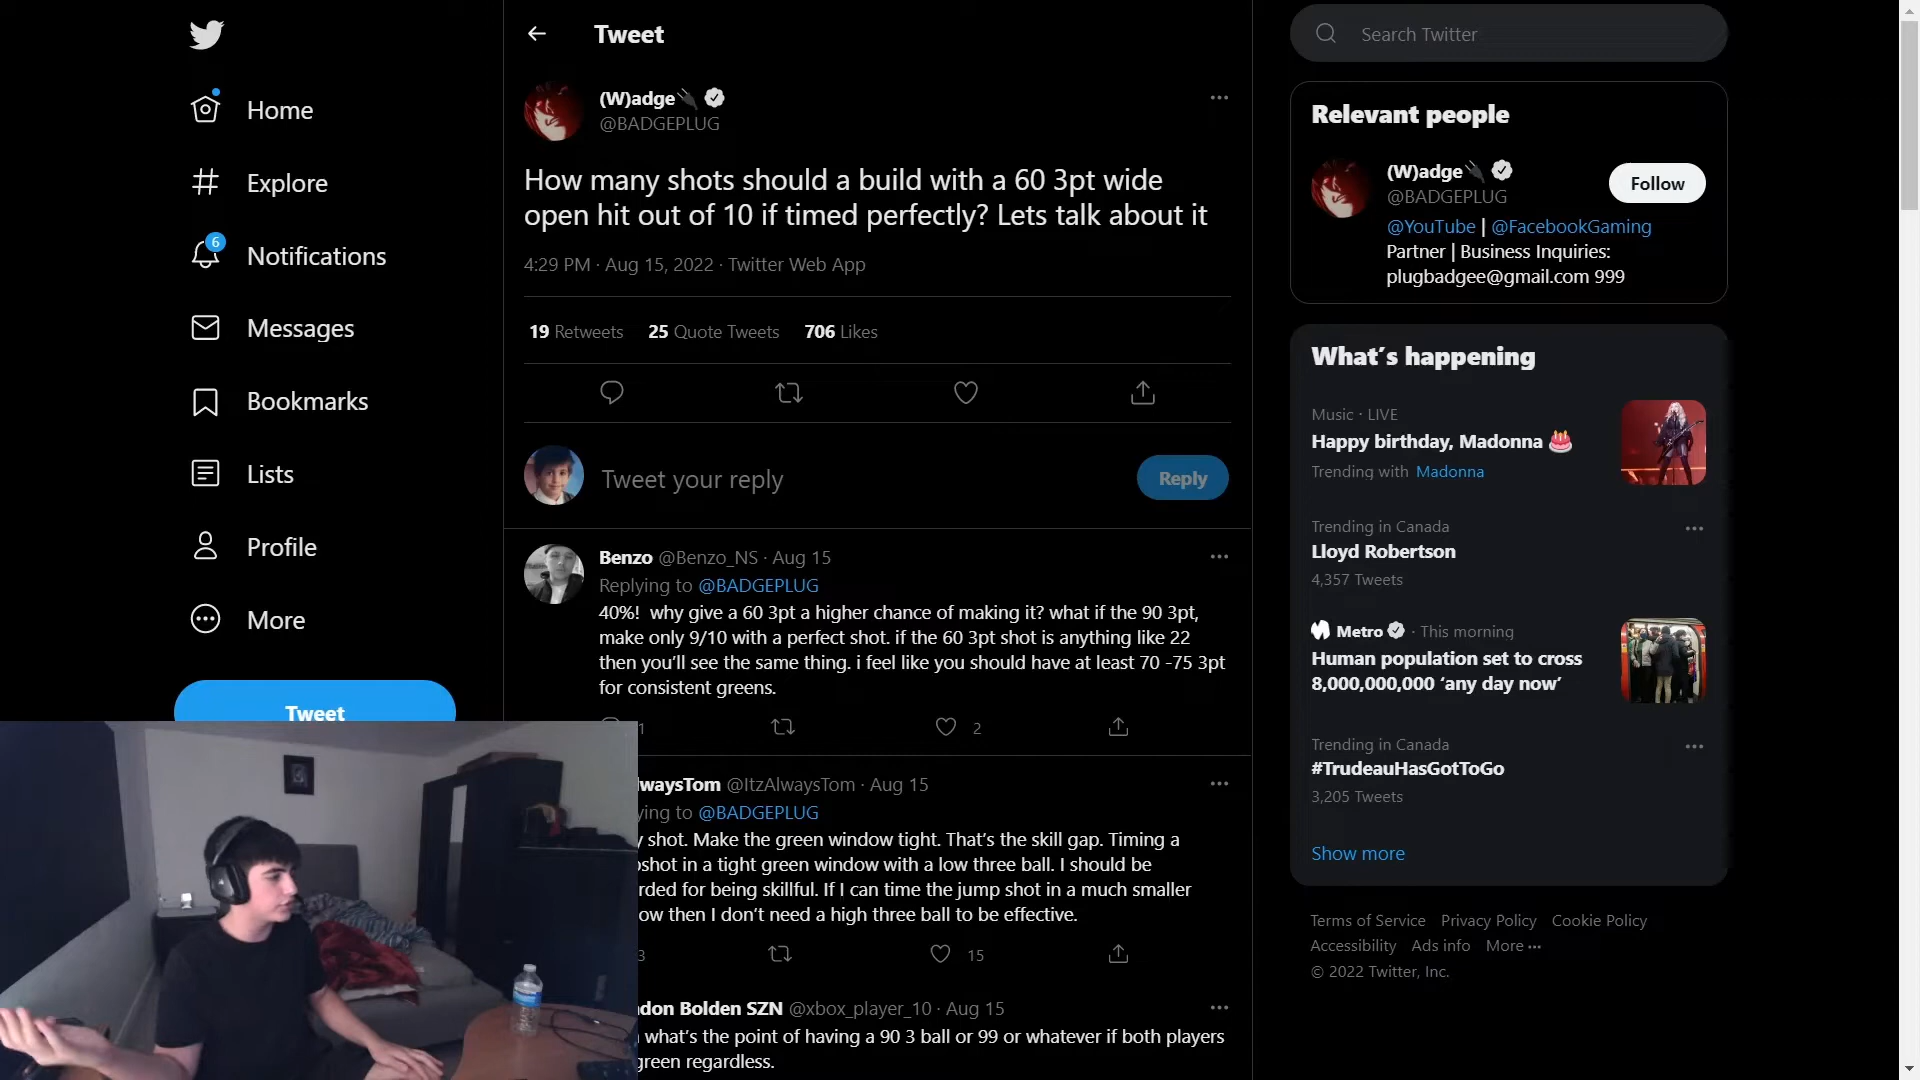 Home
Explore
6
Notifications
Messages
Bookmarks
Lists
Profile
More
Tweet
Tweet
(W)adge
@BADGEPLUG
How many shots should a build with a 60 3pt wide
open hit out of 10 if timed perfectly? Lets talk about it
4:29 PM · Aug 15, 2022 · Twitter Web App
19 Retweets 25 Quote Tweets 706 Likes
Tweet your reply
Reply
Benzo @Benzo_NS · Aug 15
Replying to @BADGEPLUG
40%! why give a 60 3pt a higher chance of making it? what if the 90 3pt,
make only 9/10 with a perfect shot. if the 60 3pt shot is anything like 22
then you'll see the same thing. i feel like you should have at least 70 -75 3pt
for consistent greens.
1 2
lwaysTom @ItzAlwaysTom · Aug 15
ying to @BADGEPLUG
y shot. Make the green window tight. That's the skill gap. Timing a
shot in a tight green window with a low three ball. I should be
rded for being skillful. If I can time the jump shot in a much smaller
ow then I don't need a high three ball to be effective.
3 15
don Bolden SZN @xbox_player_10 · Aug 15
what's the point of having a 90 3 ball or 99 or whatever if both players
green regardless.
Search Twitter
Relevant people
(W)adge
@BADGEPLUG
Follow
@YouTube | @FacebookGaming
Partner | Business Inquiries:
plugbadgee@gmail.com 999
What's happening
Music · LIVE
Happy birthday, Madonna
Trending with Madonna
Trending in Canada
Lloyd Robertson
4,357 Tweets
Metro · This morning
Human population set to cross
8,000,000,000 'any day now'
Trending in Canada
#TrudeauHasGotToGo
3,205 Tweets
Show more
Terms of Service Privacy Policy Cookie Policy
Accessibility Ads info More ···
© 2022 Twitter, Inc.